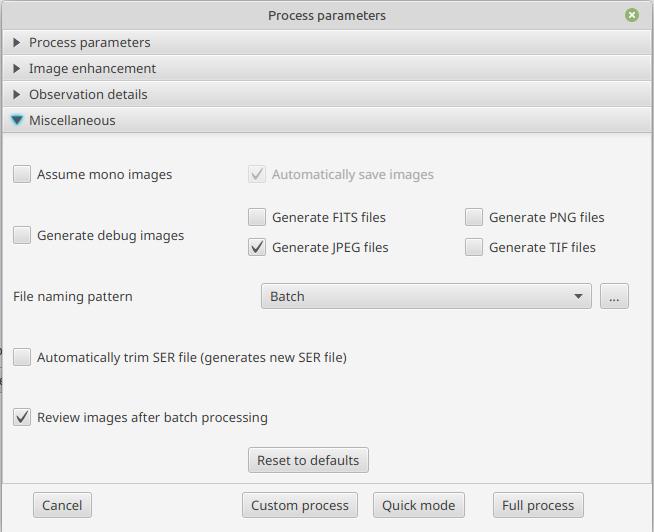 Process parameters
Process parameters
Image enhancement
Observation details
Miscellaneous
Assume mono images
Automatically save images
Generate debug images
Generate FITS files
Generate PNG files
Generate JPEG files
Generate TIF files
File naming pattern
Batch
...
Automatically trim SER file (generates new SER file)
Review images after batch processing
Reset to defaults
Cancel
Custom process
Quick mode
Full process